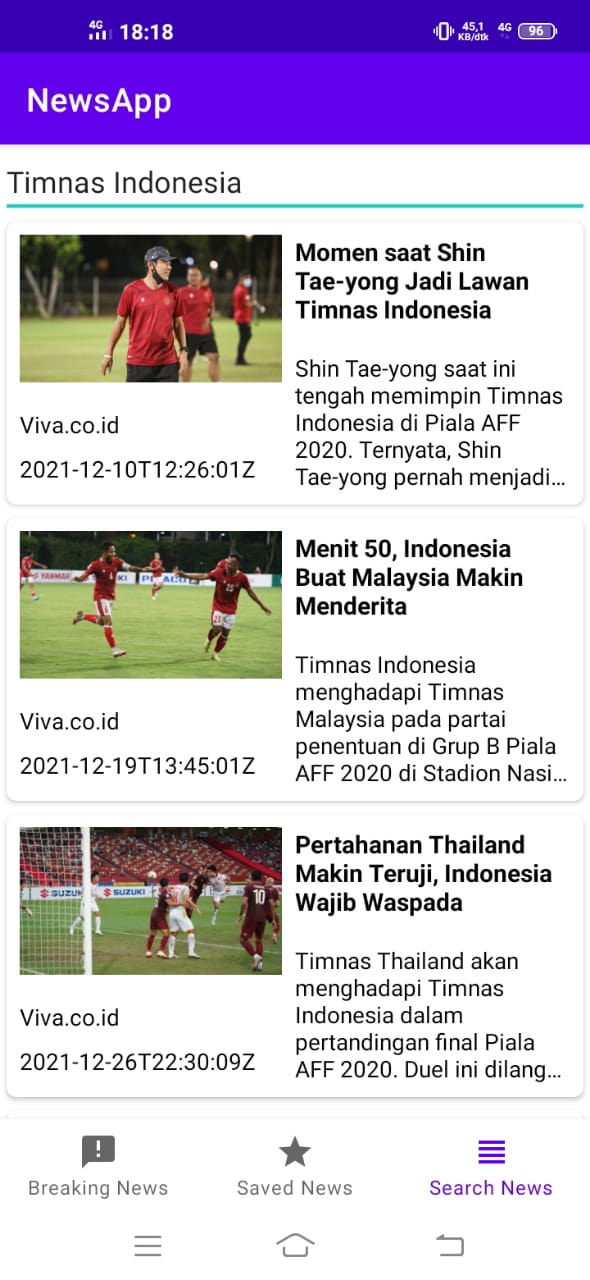 4G 18:18 45,1 KB/dtk 4G 96
NewsApp
Timnas Indonesia
Momen saat Shin
Tae-yong Jadi Lawan
Timnas Indonesia
Shin Tae-yong saat ini
tengah memimpin Timnas
Indonesia di Piala AFF
2020. Ternyata, Shin
Tae-yong pernah menjadi...
Viva.co.id
2021-12-10T12:26:01Z
YANMAR
Menit 50, Indonesia
Buat Malaysia Makin
Menderita
Timnas Indonesia
menghadapi Timnas
Malaysia pada partai
penentuan di Grup B Piala
AFF 2020 di Stadion Nasi...
Viva.co.id
2021-12-19T13:45:01Z
SUZUKI SUZUKI
10
Pertahanan Thailand
Makin Teruji, Indonesia
Wajib Waspada
Timnas Thailand akan
menghadapi Timnas
Indonesia dalam
pertandingan final Piala
AFF 2020. Duel ini dilang...
Viva.co.id
2021-12-26T22:30:09Z
Breaking News Saved News Search News